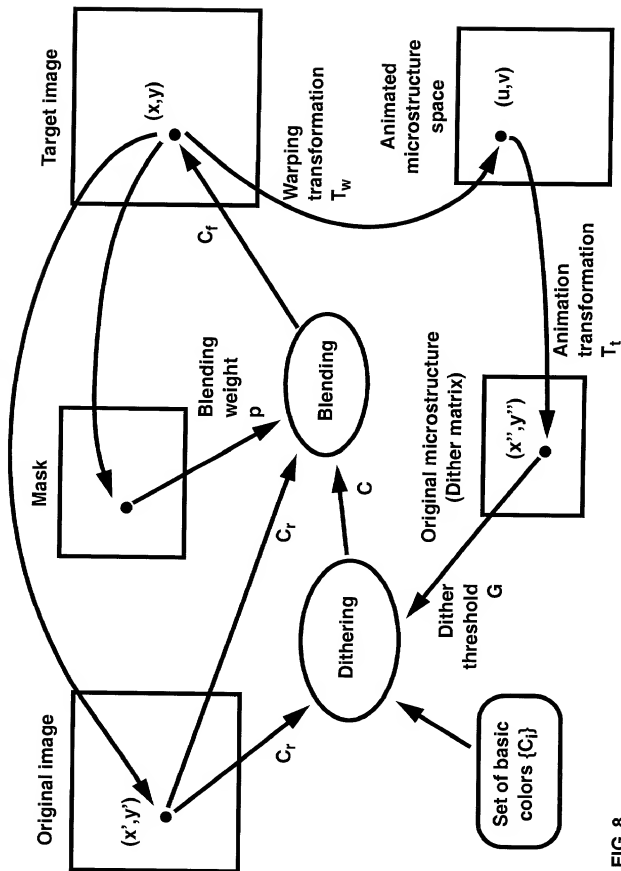 Original image
(x',y')
Mask
Target image
(x,y)
Blending
weight
p
C_f
Warping
transformation
T_w
C_r
C_r
Blending
Dithering
C
Animated
microstructure
space
(u,v)
Original microstructure
(Dither matrix)
(x'',y'')
Dither
threshold
G
Animation
transformation
T_t
Set of basic
colors {C_i}
FIG. 8